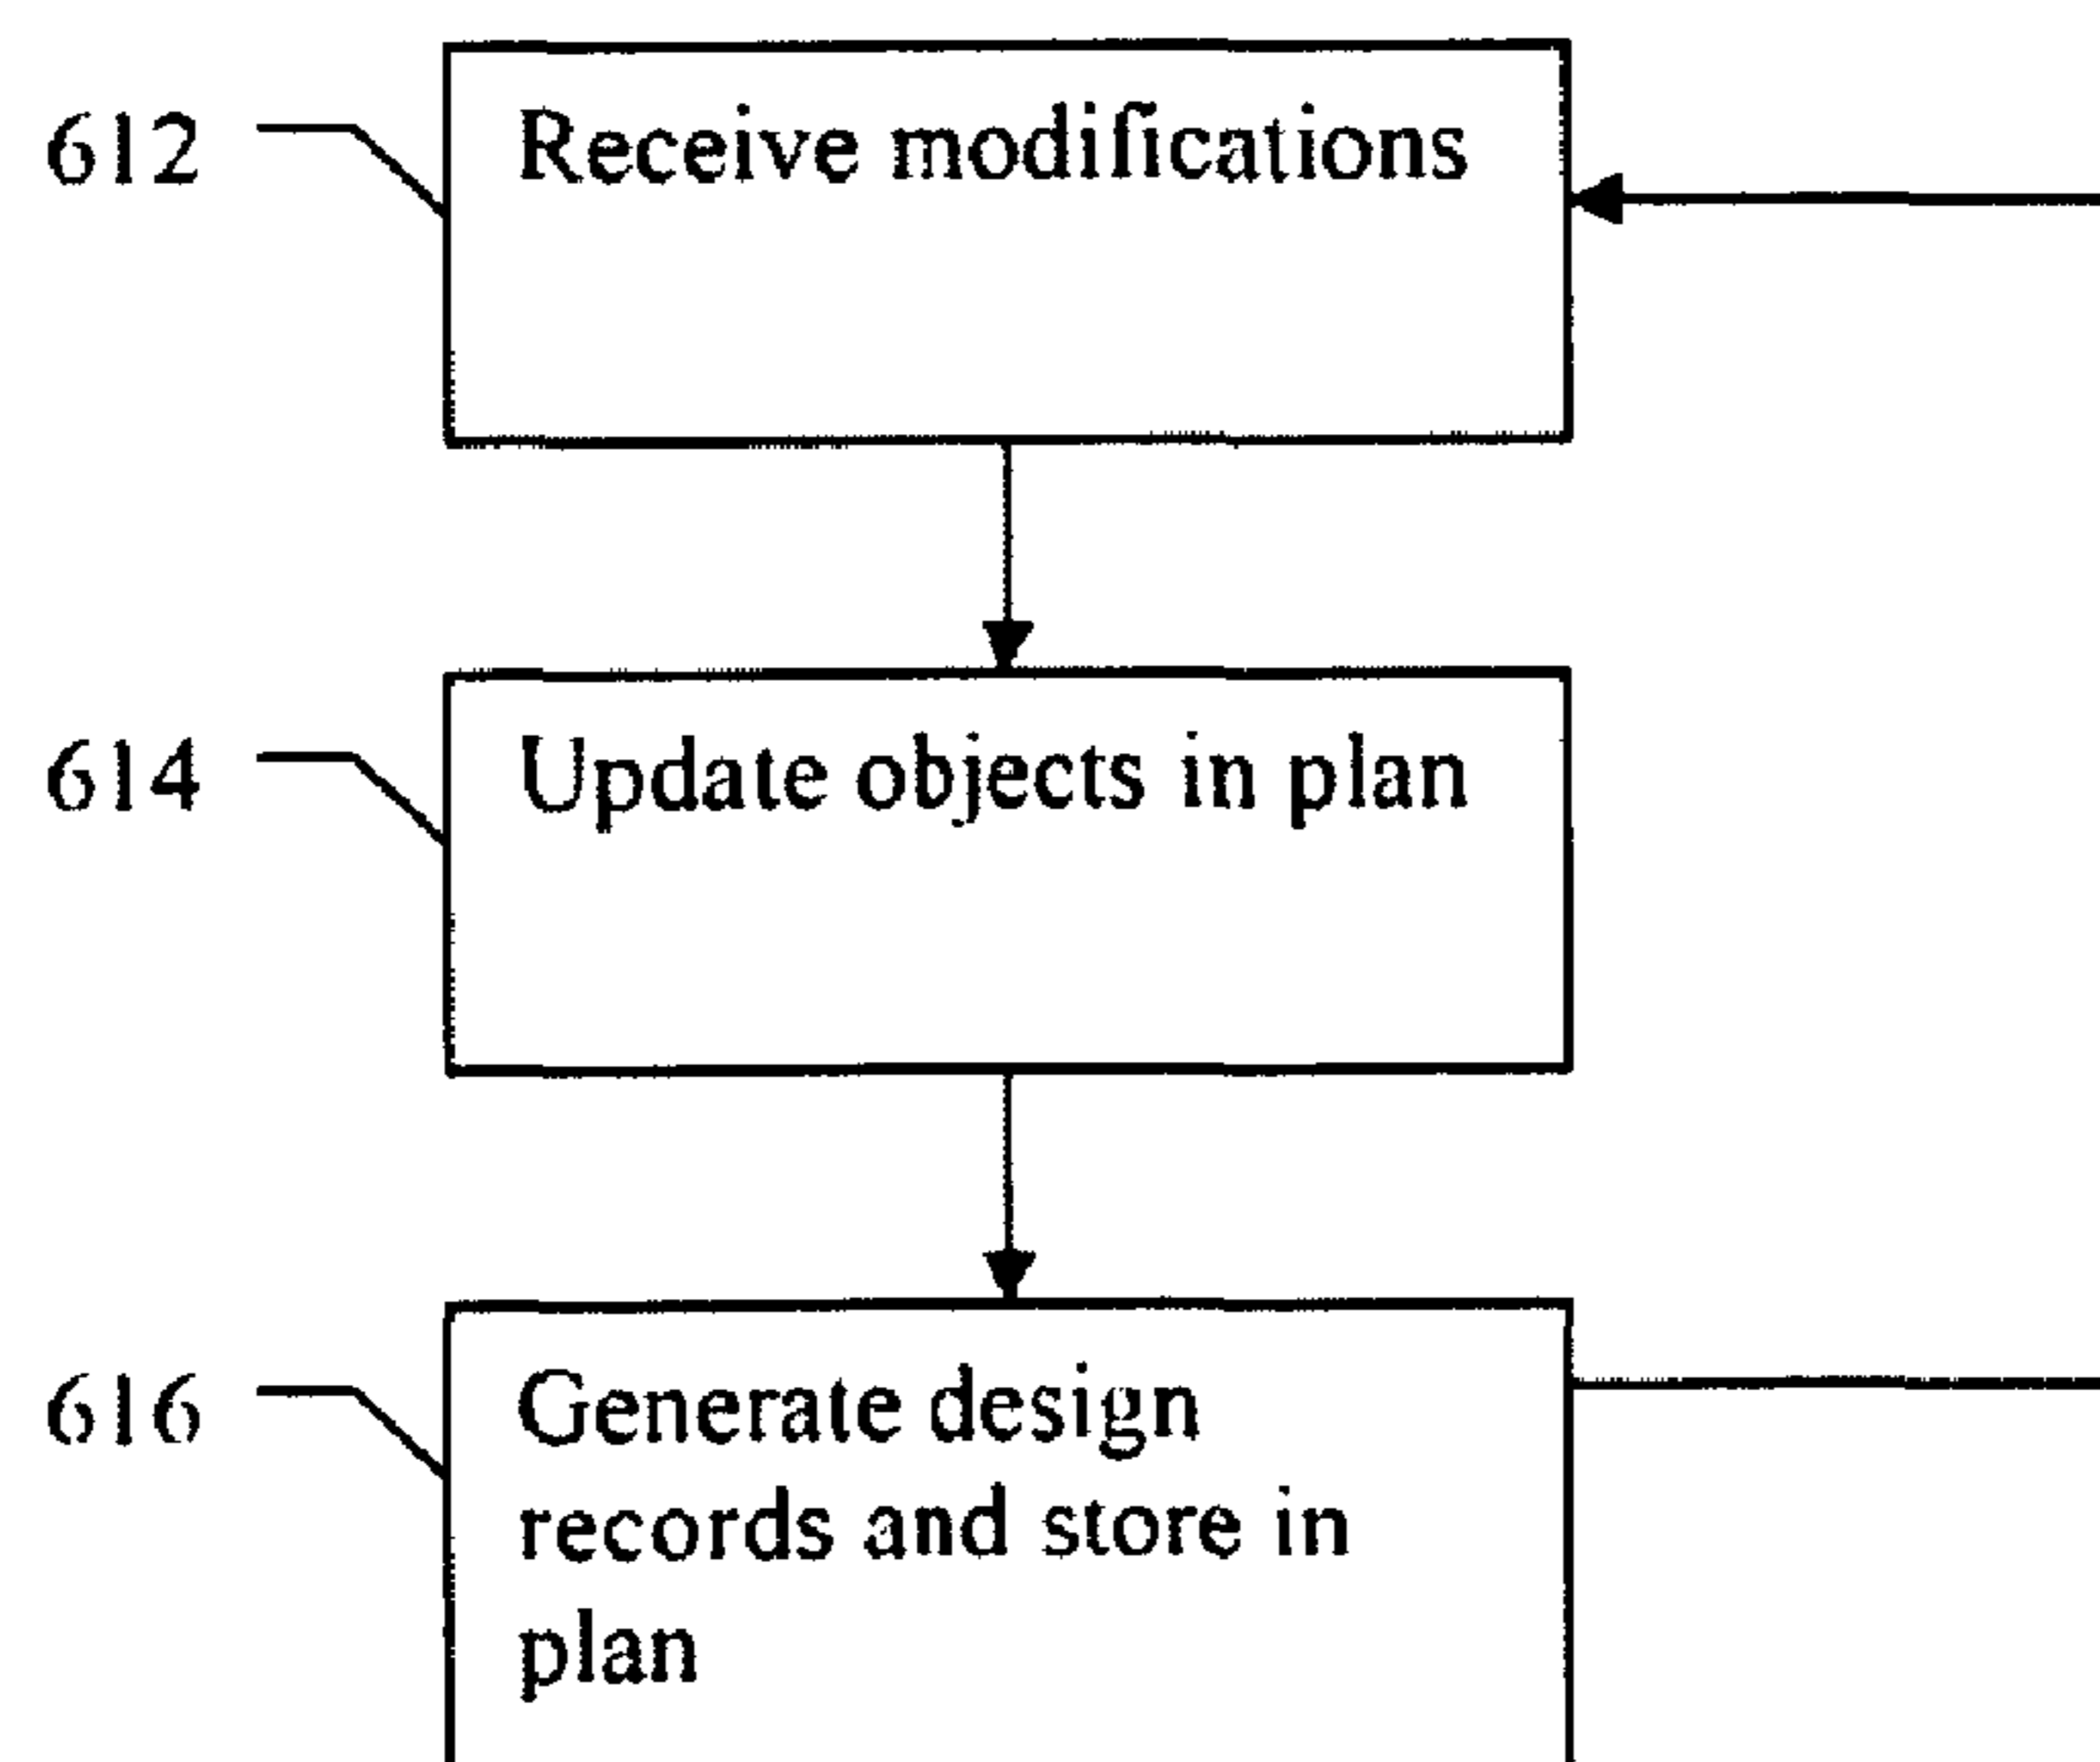 612
Receive modifications
614
Update objects in plan
616
Generate design
records and store in
plan